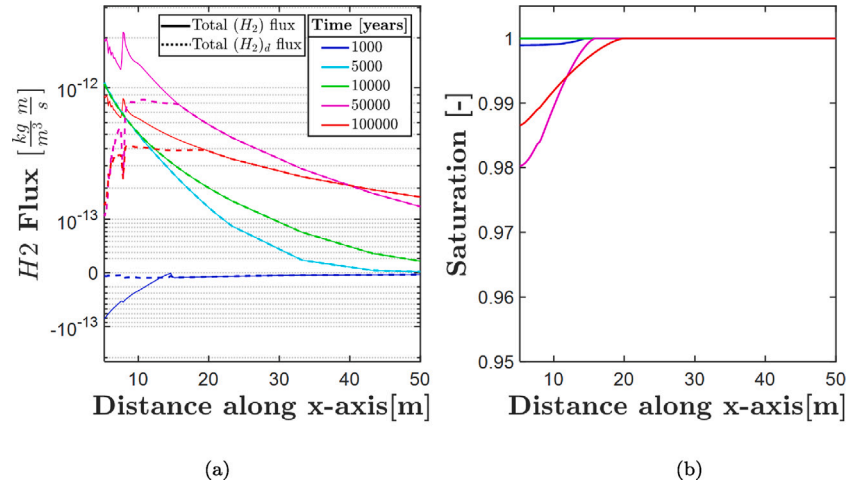 Total (H2) flux
Total (H2)d flux
Time [years]
1000
5000
10000
50000
100000
H2 Flux [kg/m³ m/s]
10⁻¹²
10⁻¹³
0
-10⁻¹³
10 20 30 40 50
Distance along x-axis[m]
(a)
Saturation [-]
1
0.99
0.98
0.97
0.96
0.95
10 20 30 40 50
Distance along x-axis[m]
(b)